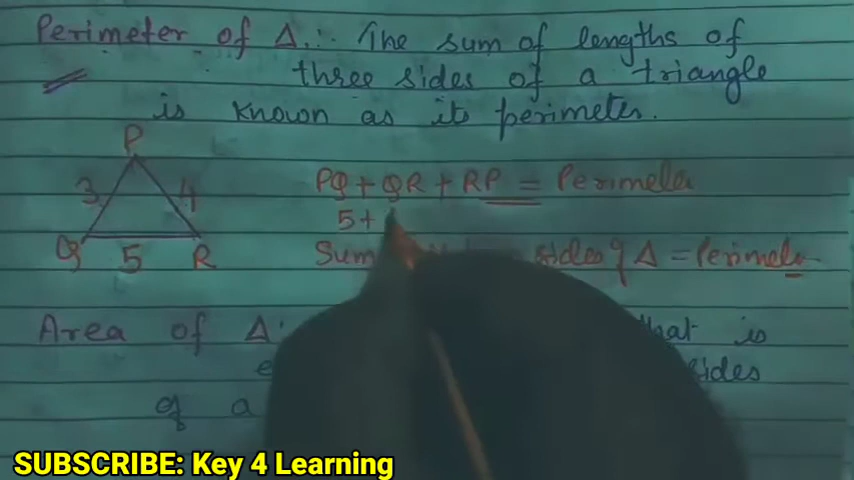 Perimeter of Δ:. The sum of lengths of
three sides of a triangle
is known as its perimeter.
P
3 4
Q 5 R
PQ + QR + RP = Perimeter
5+
Sum sides of Δ = Perimeter
Area of Δ: that is
sides
of a
SUBSCRIBE: Key 4 Learning